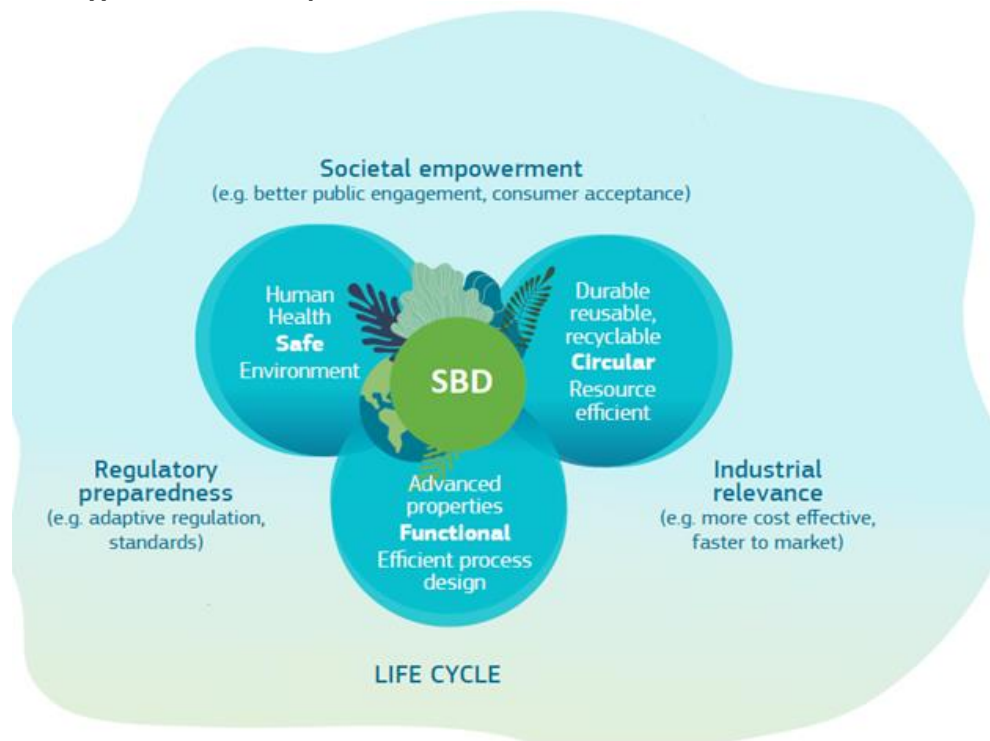 Societal empowerment
(e.g. better public engagement, consumer acceptance)
Human
Health
Safe
Environment
SBD
Durable
reusable,
recyclable
Circular
Resource
efficient
Regulatory
preparedness
(e.g. adaptive regulation,
standards)
Advanced
properties
Functional
Efficient process
design
Industrial
relevance
(e.g. more cost effective,
faster to market)
LIFE CYCLE